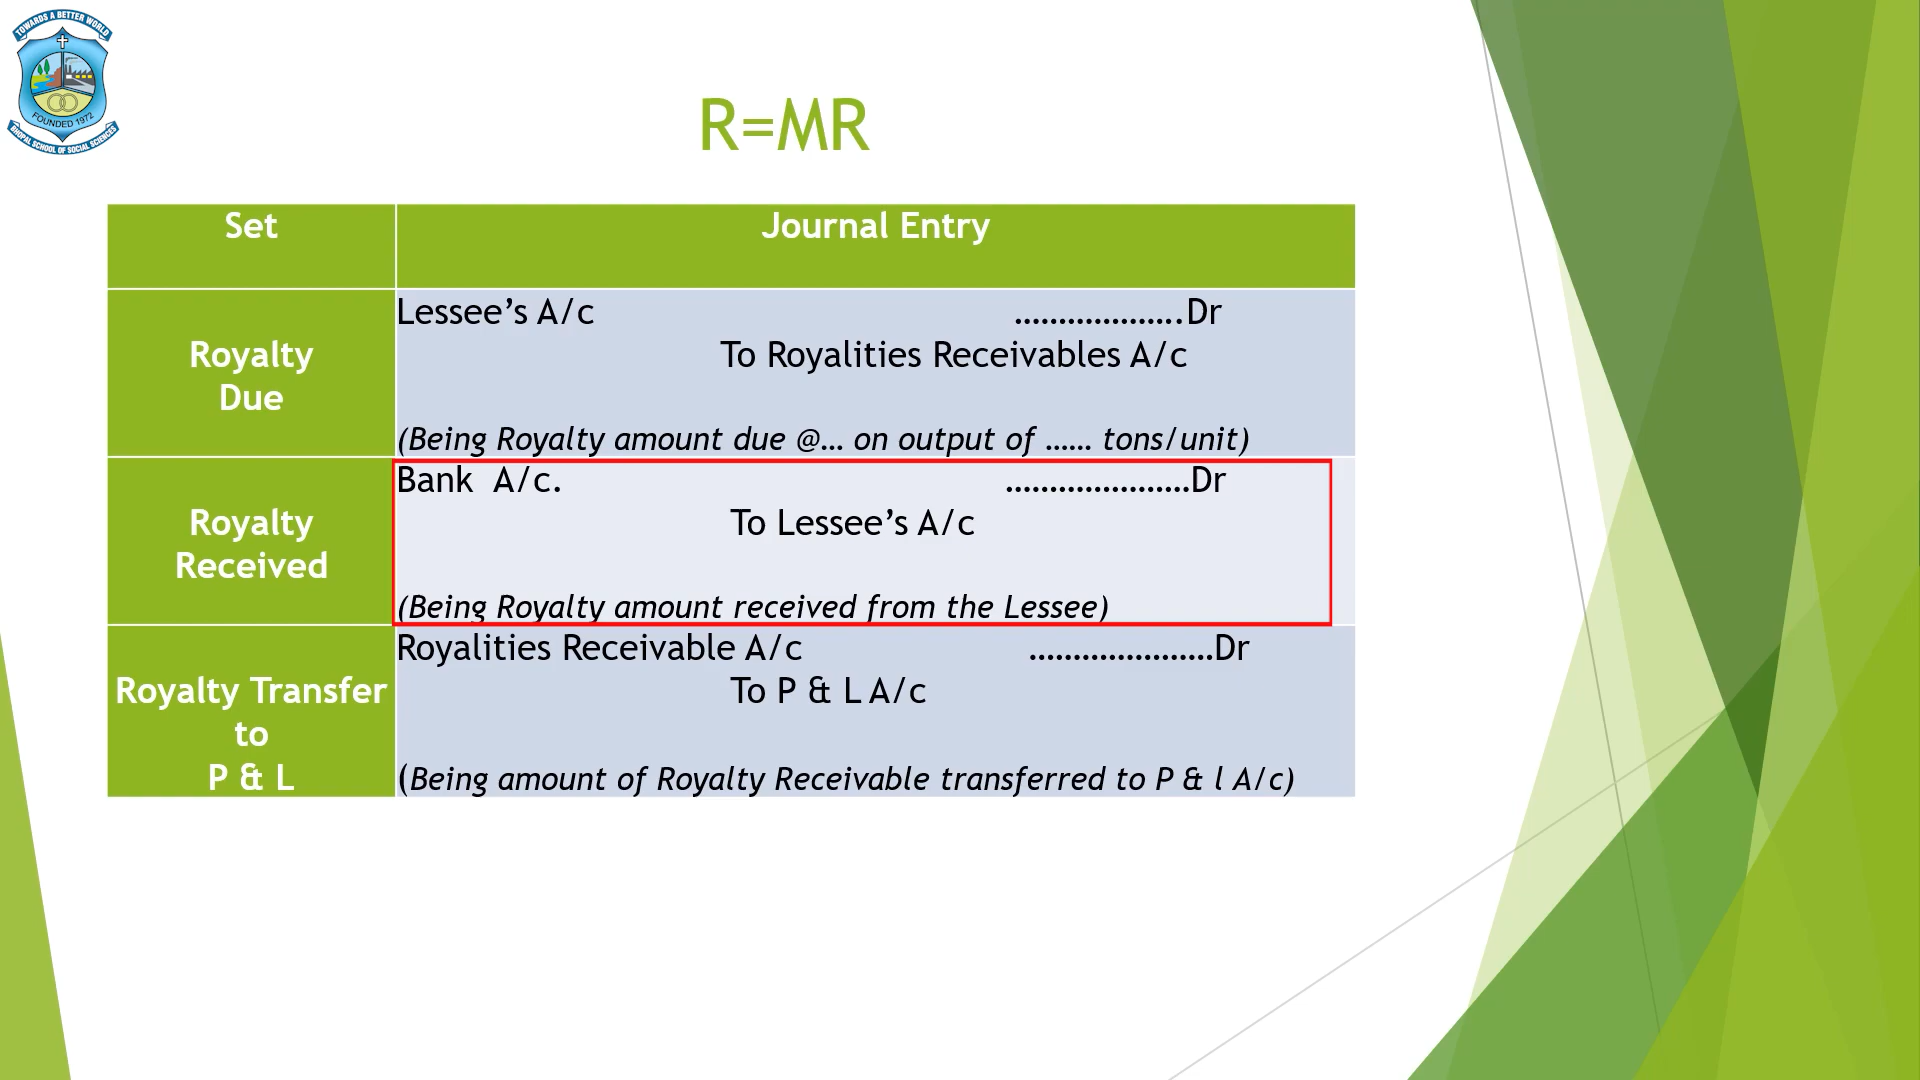 TOWARDS A BETTER WORLD
FOUNDED 1972
BHOPAL SCHOOL OF SOCIAL SCIENCES
R=MR
Set
Journal Entry
Royalty
Due
Lessee’s A/c ……………….Dr
To Royalities Receivables A/c
(Being Royalty amount due @… on output of …… tons/unit)
Royalty
Received
Bank A/c. …………………Dr
To Lessee’s A/c
(Being Royalty amount received from the Lessee)
Royalty Transfer
to
P & L
Royalities Receivable A/c …………………Dr
To P & L A/c
(Being amount of Royalty Receivable transferred to P & l A/c)